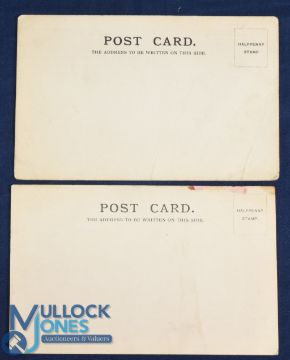 POST CARD.
THE ADDRESS TO BE WRITTEN ON THIS SIDE.
HALFPENNY
STAMP.
POST CARD.
THE ADDRESS TO BE WRITTEN ON THIS SIDE.
HALFPENNY
STAMP.
MULLOCK
JONES
Auctioneers & Valuers